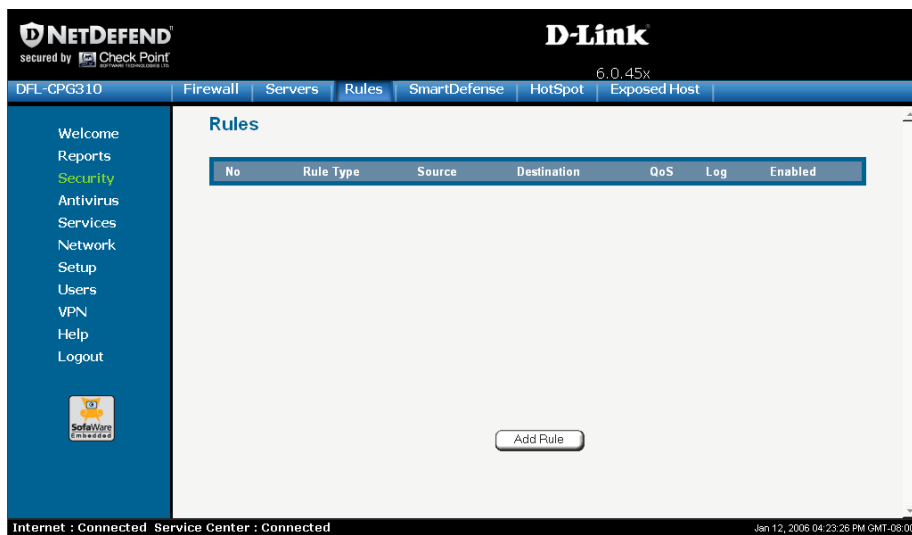 NETDEFEND
secured by Check Point
SOFTWARE TECHNOLOGIES LTD.
D-Link
6.0.45x
DFL-CPG310
Firewall Servers Rules SmartDefense HotSpot Exposed Host
Welcome
Reports
Security
Antivirus
Services
Network
Setup
Users
VPN
Help
Logout
SofaWare
Embedded
Rules
No Rule Type Source Destination QoS Log Enabled
Add Rule
Internet : Connected Service Center : Connected
Jan 12, 2006 04:23:26 PM GMT-08:00